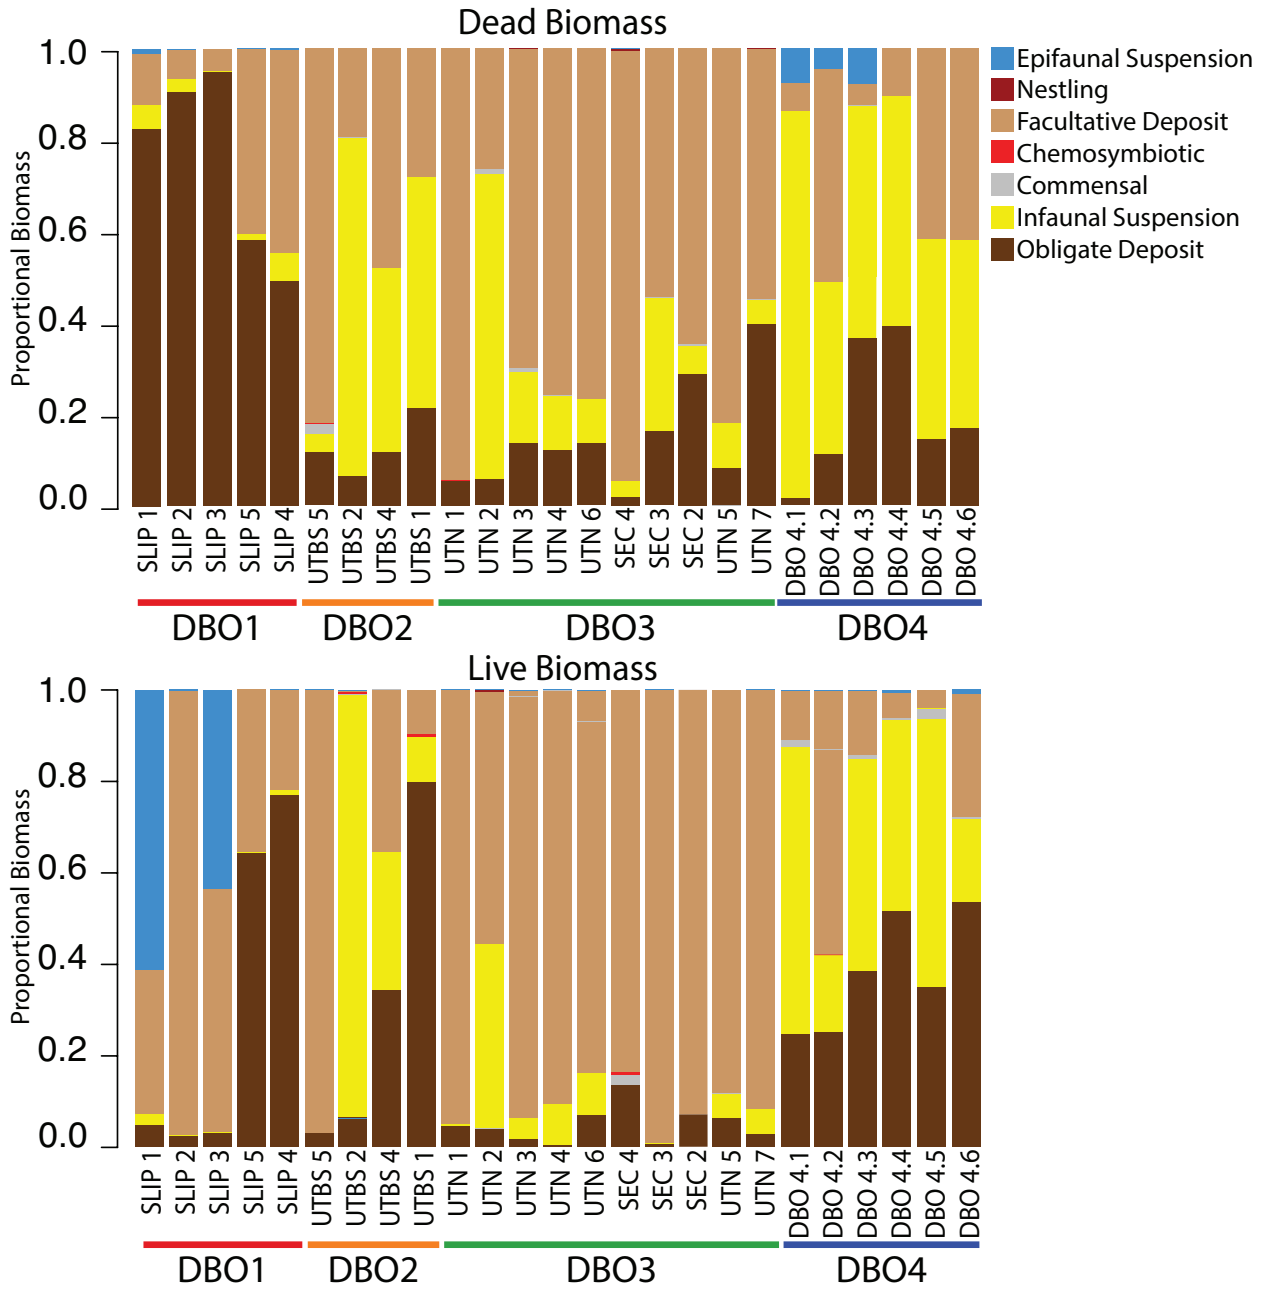 Dead Biomass
Proportional Biomass
1.0
0.8
0.6
0.4
0.2
0.0
Epifaunal Suspension
Nestling
Facultative Deposit
Chemosymbiotic
Commensal
Infaunal Suspension
Obligate Deposit
SLIP 1
SLIP 2
SLIP 3
SLIP 5
SLIP 4
UTBS 5
UTBS 2
UTBS 4
UTBS 1
UTN 1
UTN 2
UTN 3
UTN 4
UTN 6
SEC 4
SEC 3
SEC 2
UTN 5
UTN 7
DBO 4.1
DBO 4.2
DBO 4.3
DBO 4.4
DBO 4.5
DBO 4.6
DBO1 DBO2 DBO3 DBO4
Live Biomass
Proportional Biomass
1.0
0.8
0.6
0.4
0.2
0.0
SLIP 1
SLIP 2
SLIP 3
SLIP 5
SLIP 4
UTBS 5
UTBS 2
UTBS 4
UTBS 1
UTN 1
UTN 2
UTN 3
UTN 4
UTN 6
SEC 4
SEC 3
SEC 2
UTN 5
UTN 7
DBO 4.1
DBO 4.2
DBO 4.3
DBO 4.4
DBO 4.5
DBO 4.6
DBO1 DBO2 DBO3 DBO4